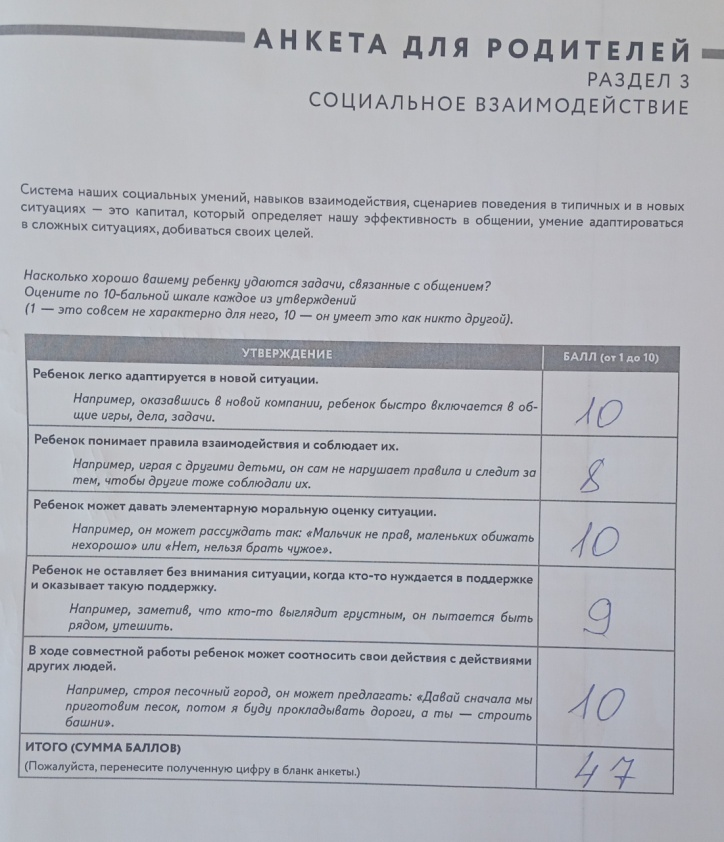 АНКЕТА ДЛЯ РОДИТЕЛЕЙ
РАЗДЕЛ 3
СОЦИАЛЬНОЕ ВЗАИМОДЕЙСТВИЕ
Система наших социальных умений, навыков взаимодействия, сценариев поведения в типичных и в новых
ситуациях — это капитал, который определяет нашу эффективность в общении, умение адаптироваться
в сложных ситуациях, добиваться своих целей.
Насколько хорошо вашему ребенку удаются задачи, связанные с общением?
Оцените по 10-бальной шкале каждое из утверждений
(1 — это совсем не характерно для него, 10 — он умеет это как никто другой).
УТВЕРЖДЕНИЕ БАЛЛ (от 1 до 10)
Ребенок легко адаптируется в новой ситуации.
Например, оказавшись в новой компании, ребенок быстро включается в об-
щие игры, дела, задачи.
10
Ребенок понимает правила взаимодействия и соблюдает их.
Например, играя с другими детьми, он сам не нарушает правила и следит за
тем, чтобы другие тоже соблюдали их.
8
Ребенок может давать элементарную моральную оценку ситуации.
Например, он может рассуждать так: «Мальчик не прав, маленьких обижать
нехорошо» или «Нет, нельзя брать чужое».
10
Ребенок не оставляет без внимания ситуации, когда кто-то нуждается в поддержке
и оказывает такую поддержку.
Например, заметив, что кто-то выглядит грустным, он пытается быть
рядом, утешить.
9
В ходе совместной работы ребенок может соотносить свои действия с действиями
других людей.
Например, строя песочный город, он может предлагать: «Давай сначала мы
приготовим песок, потом я буду прокладывать дороги, а ты — строить
башни».
10
ИТОГО (СУММА БАЛЛОВ)
(Пожалуйста, перенесите полученную цифру в бланк анкеты.)
47